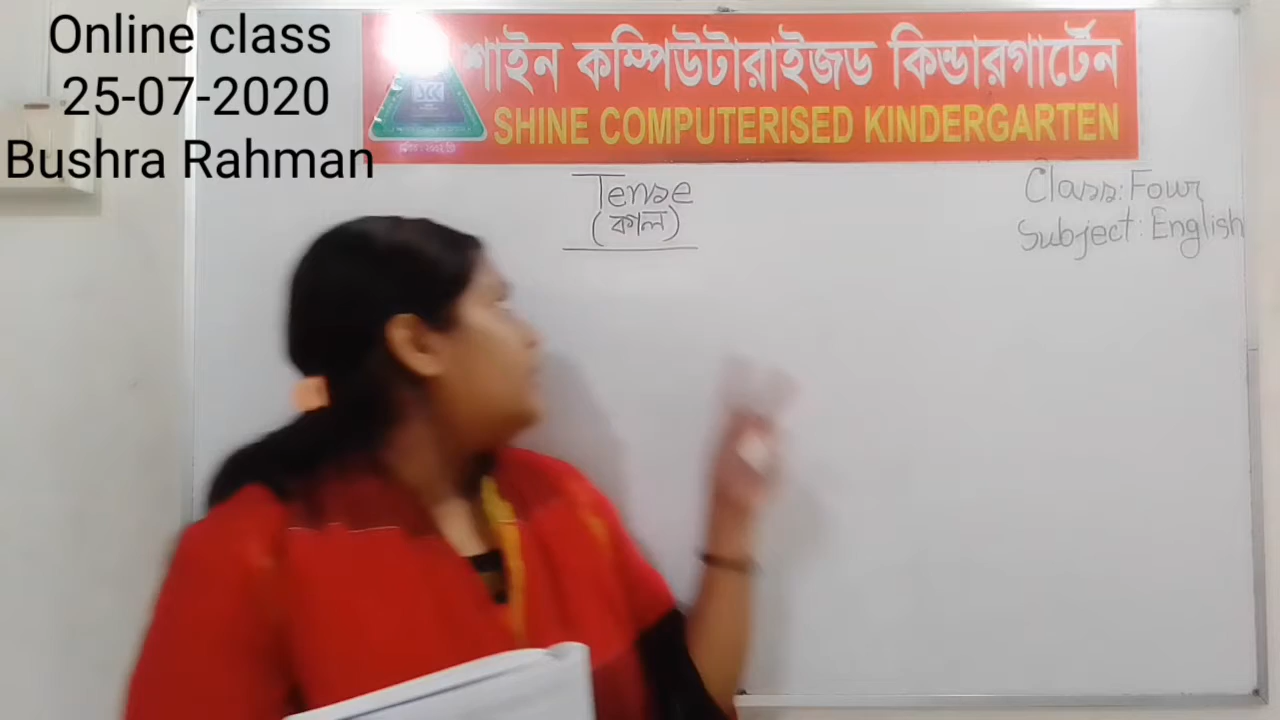 Online class
25-07-2020
Bushra Rahman
শাইন কম্পিউটারাইজড কিন্ডারগার্টেন
SHINE COMPUTERISED KINDERGARTEN
Tense
(কাল)
Class: Four
Subject: English